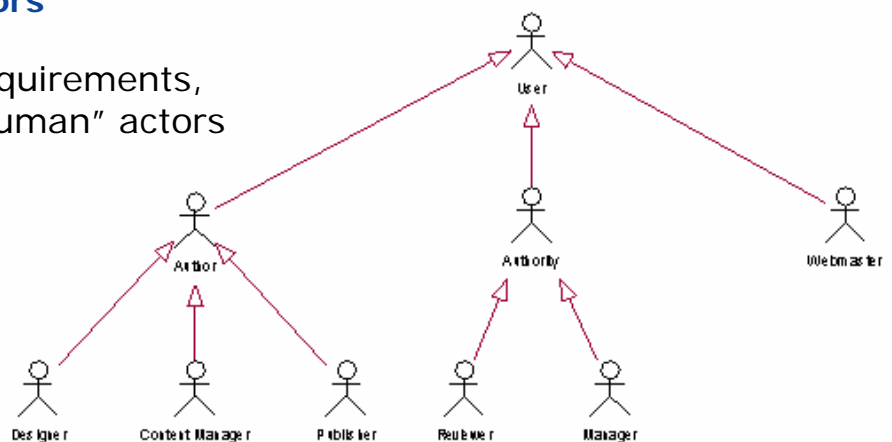 ors
quirements,
uman" actors
User
Author
Authority
Webmaster
Designer
Content Manager
Publisher
Reviewer
Manager